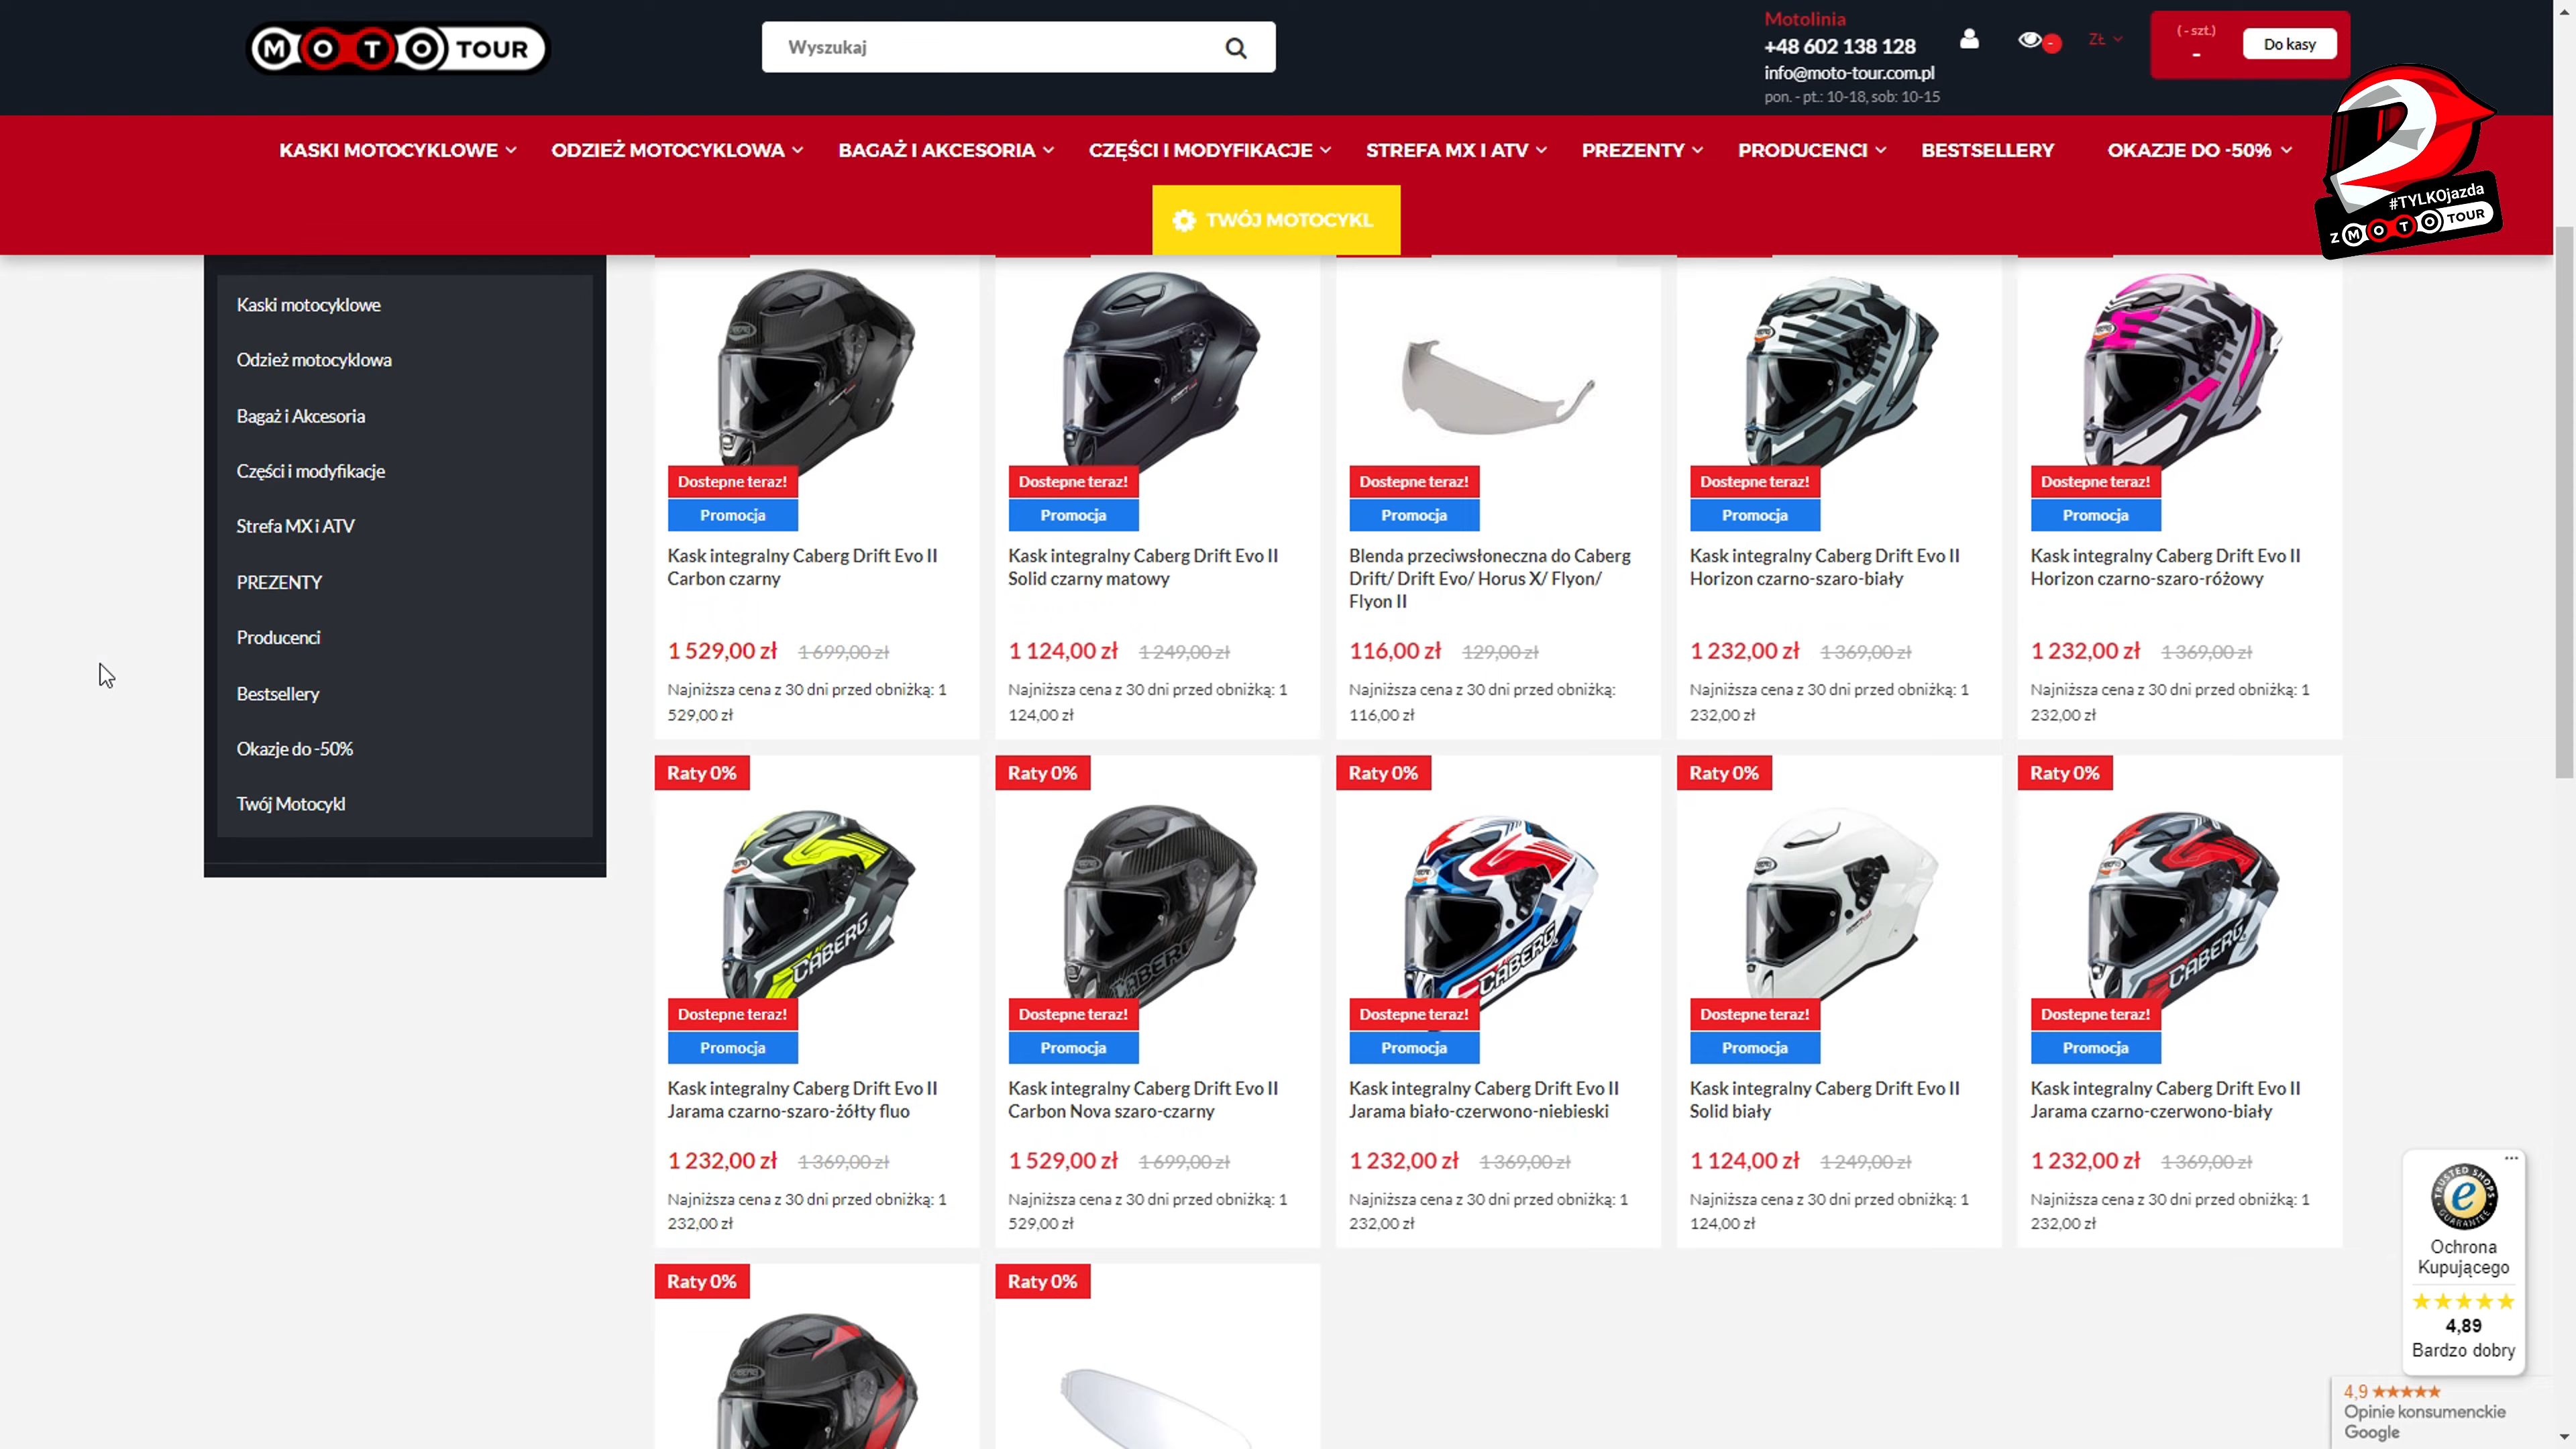 MOTO TOUR
Wyszukaj
Motolinia
+48 602 138 128
info@moto-tour.com.pl
pon. - pt.: 10-18, sob: 10-15
-
ZŁ
( - szt.)
-
Do kasy
KASKI MOTOCYKLOWE ODZIEŻ MOTOCYKLOWA BAGAŻ I AKCESORIA CZĘŚCI I MODYFIKACJE STREFA MX I ATV PREZENTY PRODUCENCI BESTSELLERY OKAZJE DO -50%
TWÓJ MOTOCYKL
#TYLKOjazda
Z MOTO TOUR
Kaski motocyklowe
Odzież motocyklowa
Bagaż i Akcesoria
Części i modyfikacje
Strefa MX i ATV
PREZENTY
Producenci
Bestsellery
Okazje do -50%
Twój Motocykl
Dostepne teraz!
Promocja
Kask integralny Caberg Drift Evo II
Carbon czarny
1 529,00 zł 1 699,00 zł
Najniższa cena z 30 dni przed obniżką: 1
529,00 zł
Dostepne teraz!
Promocja
Kask integralny Caberg Drift Evo II
Solid czarny matowy
1 124,00 zł 1 249,00 zł
Najniższa cena z 30 dni przed obniżką: 1
124,00 zł
Dostepne teraz!
Promocja
Blenda przeciwsłoneczna do Caberg
Drift/ Drift Evo/ Horus X/ Flyon/
Flyon II
116,00 zł 129,00 zł
Najniższa cena z 30 dni przed obniżką:
116,00 zł
Dostepne teraz!
Promocja
Kask integralny Caberg Drift Evo II
Horizon czarno-szaro-biały
1 232,00 zł 1 369,00 zł
Najniższa cena z 30 dni przed obniżką: 1
232,00 zł
Dostepne teraz!
Promocja
Kask integralny Caberg Drift Evo II
Horizon czarno-szaro-różowy
1 232,00 zł 1 369,00 zł
Najniższa cena z 30 dni przed obniżką: 1
232,00 zł
Raty 0%
CABERG
Dostepne teraz!
Promocja
Kask integralny Caberg Drift Evo II
Jarama czarno-szaro-żółty fluo
1 232,00 zł 1 369,00 zł
Najniższa cena z 30 dni przed obniżką: 1
232,00 zł
Raty 0%
CABERG
Dostepne teraz!
Promocja
Kask integralny Caberg Drift Evo II
Carbon Nova szaro-czarny
1 529,00 zł 1 699,00 zł
Najniższa cena z 30 dni przed obniżką: 1
529,00 zł
Raty 0%
CABERG
Dostepne teraz!
Promocja
Kask integralny Caberg Drift Evo II
Jarama biało-czerwono-niebieski
1 232,00 zł 1 369,00 zł
Najniższa cena z 30 dni przed obniżką: 1
232,00 zł
Raty 0%
Dostepne teraz!
Promocja
Kask integralny Caberg Drift Evo II
Solid biały
1 124,00 zł 1 249,00 zł
Najniższa cena z 30 dni przed obniżką: 1
124,00 zł
Raty 0%
CABERG
Dostepne teraz!
Promocja
Kask integralny Caberg Drift Evo II
Jarama czarno-czerwono-biały
1 232,00 zł 1 369,00 zł
Najniższa cena z 30 dni przed obniżką: 1
232,00 zł
Raty 0%
Raty 0%
TRUSTED SHOPS
e
GUARANTEE
Ochrona
Kupującego
4,89
Bardzo dobry
4,9
Opinie konsumenckie
Google